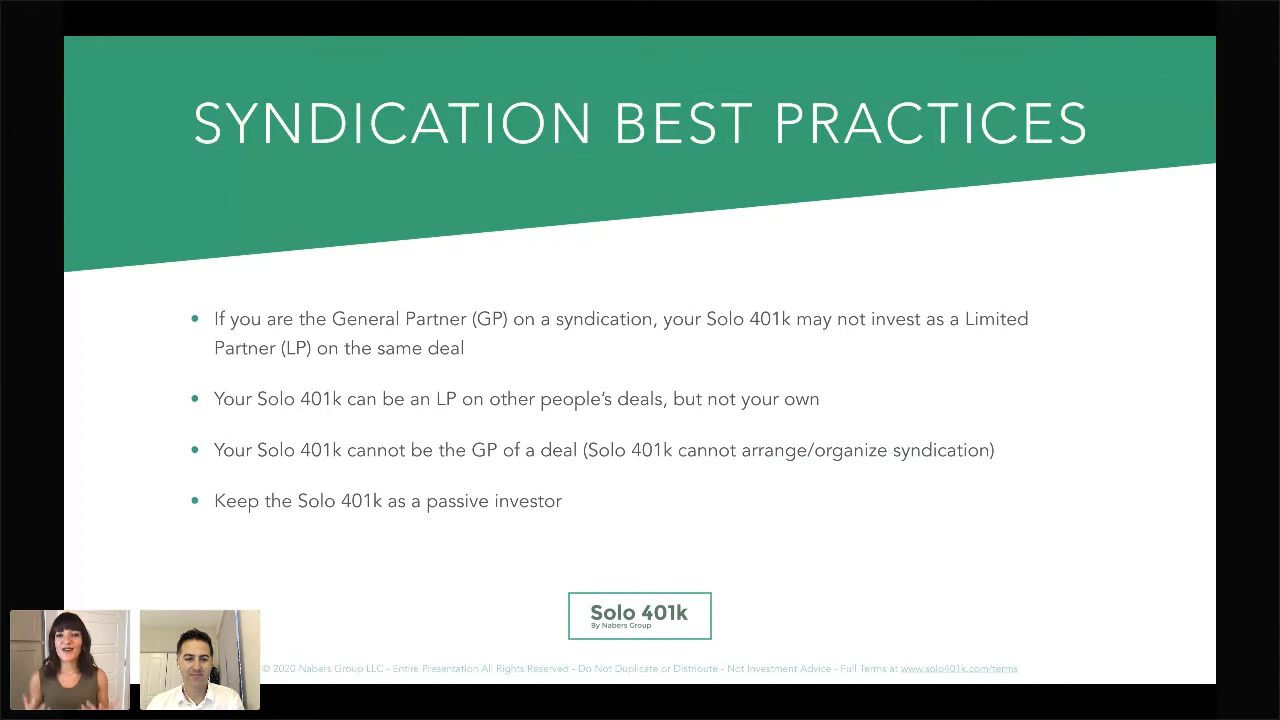 SYNDICATION BEST PRACTICES
• If you are the General Partner (GP) on a syndication, your Solo 401k may not invest as a Limited
Partner (LP) on the same deal
• Your Solo 401k can be an LP on other people’s deals, but not your own
• Your Solo 401k cannot be the GP of a deal (Solo 401k cannot arrange/organize syndication)
• Keep the Solo 401k as a passive investor
Solo 401k
By Nabers Group
© 2020 Nabers Group LLC - Entire Presentation All Rights Reserved - Do Not Duplicate or Distribute - Not Investment Advice - Full Terms at www.solo401k.com/terms